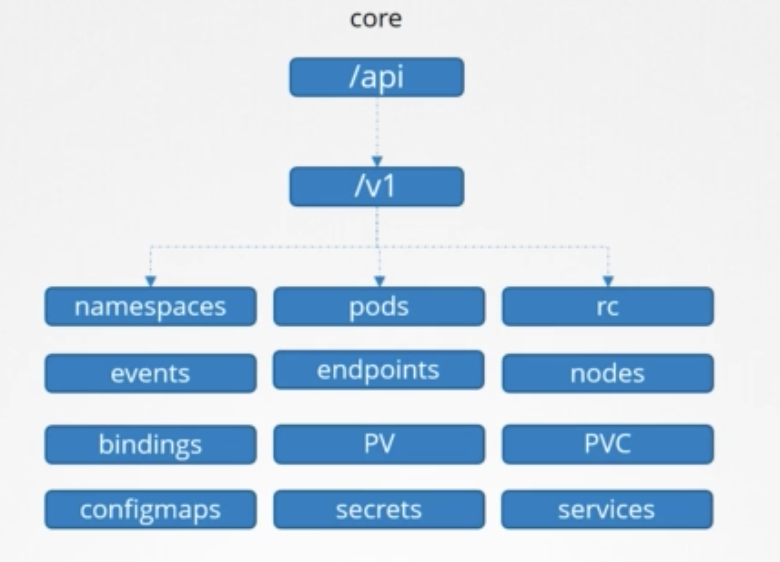 core
/api
/v1
namespaces pods rc
events endpoints nodes
bindings PV PVC
configmaps secrets services